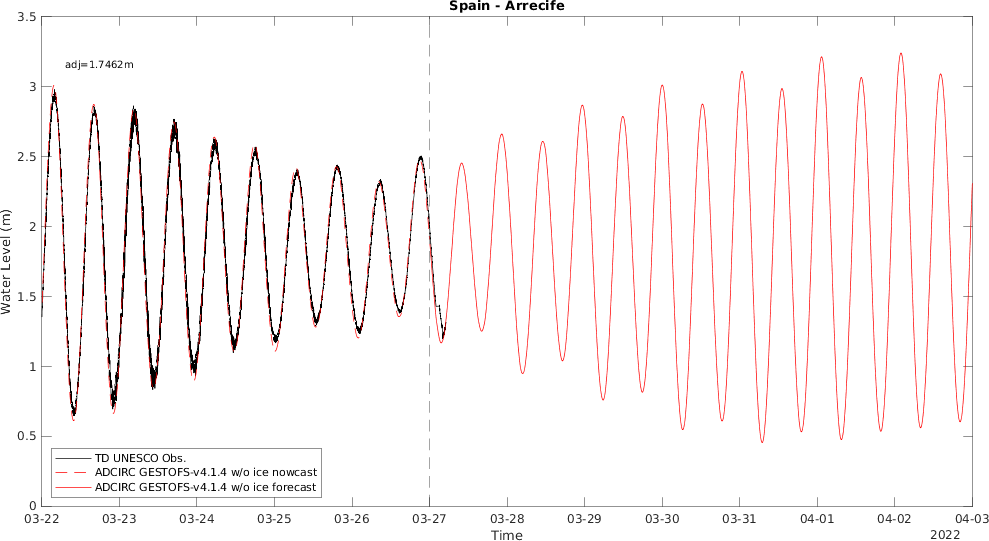 Spain - Arrecife
3.5
adj=1.7462m
3
2.5
2
Water Level (m)
1.5
1
0.5
TD UNESCO Obs.
ADCIRC GESTOFS-v4.1.4 w/o ice nowcast
ADCIRC GESTOFS-v4.1.4 w/o ice forecast
0
03-22 03-23 03-24 03-25 03-26 03-27 03-28 03-29 03-30 03-31 04-01 04-02 04-03
Time
2022